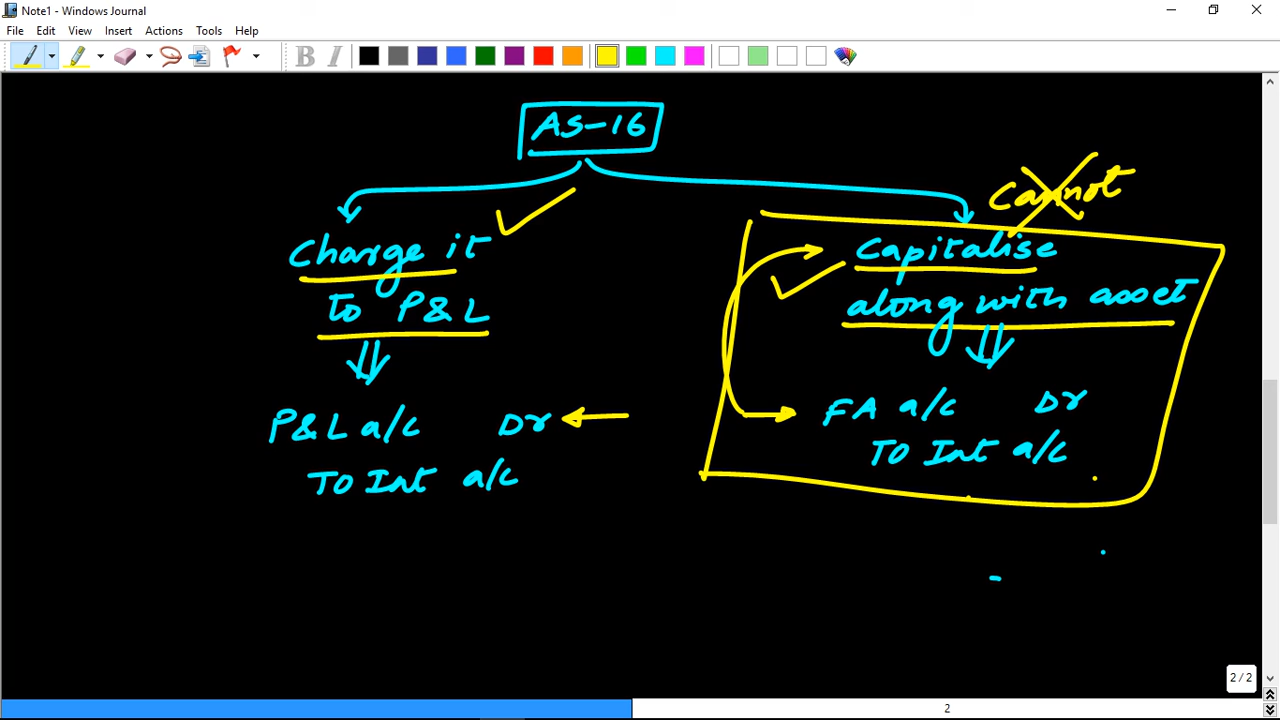 Note1 - Windows Journal
File Edit View Insert Actions Tools Help
B I
AS-16
Cannot
Charge it
to P&L
Capitalise
along with asset
P&L a/c Dr
To Int a/c
FA a/c Dr
To Int a/c
2 / 2
2